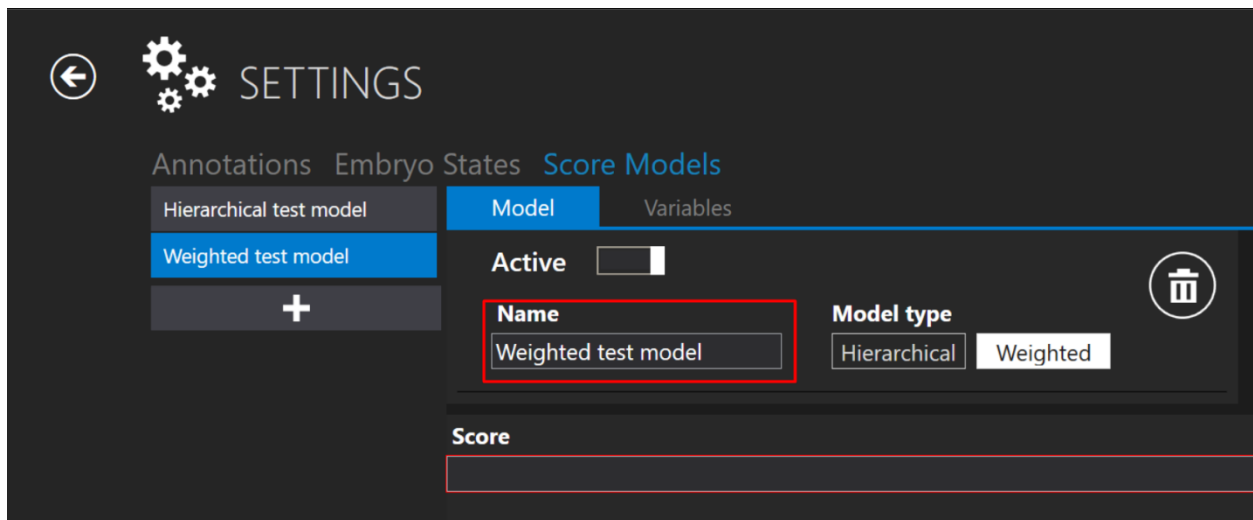 SETTINGS
Annotations Embryo States Score Models
Hierarchical test model
Weighted test model
Model Variables
Active
Name
Weighted test model
Model type
Hierarchical Weighted
Score